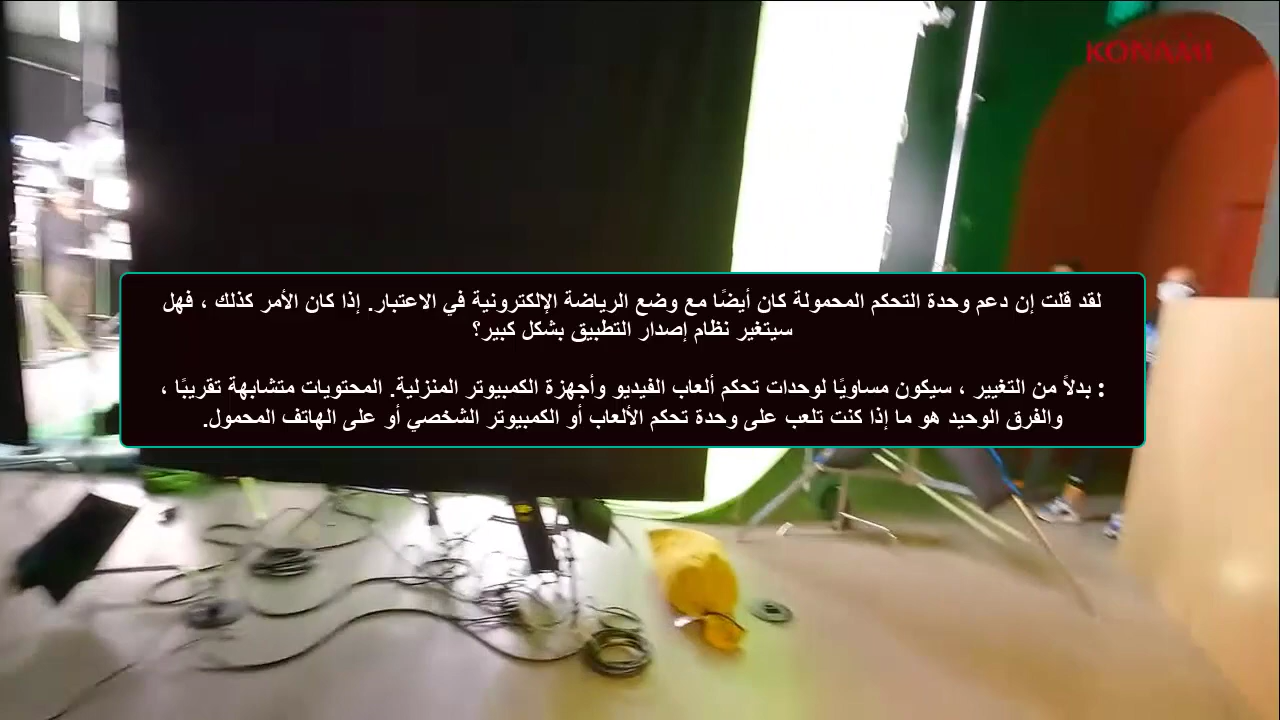 KONAMI
لقد قلت إن دعم وحدة التحكم المحمولة كان أيضًا مع وضع الرياضة الإلكترونية في الاعتبار. إذا كان الأمر كذلك ، فهل
سيتغير نظام إصدار التطبيق بشكل كبير؟
: بدلاً من التغيير ، سيكون مساويًا لوحدات تحكم ألعاب الفيديو وأجهزة الكمبيوتر المنزلية. المحتويات متشابهة تقريبًا ،
والفرق الوحيد هو ما إذا كنت تلعب على وحدة تحكم الألعاب أو الكمبيوتر الشخصي أو على الهاتف المحمول.